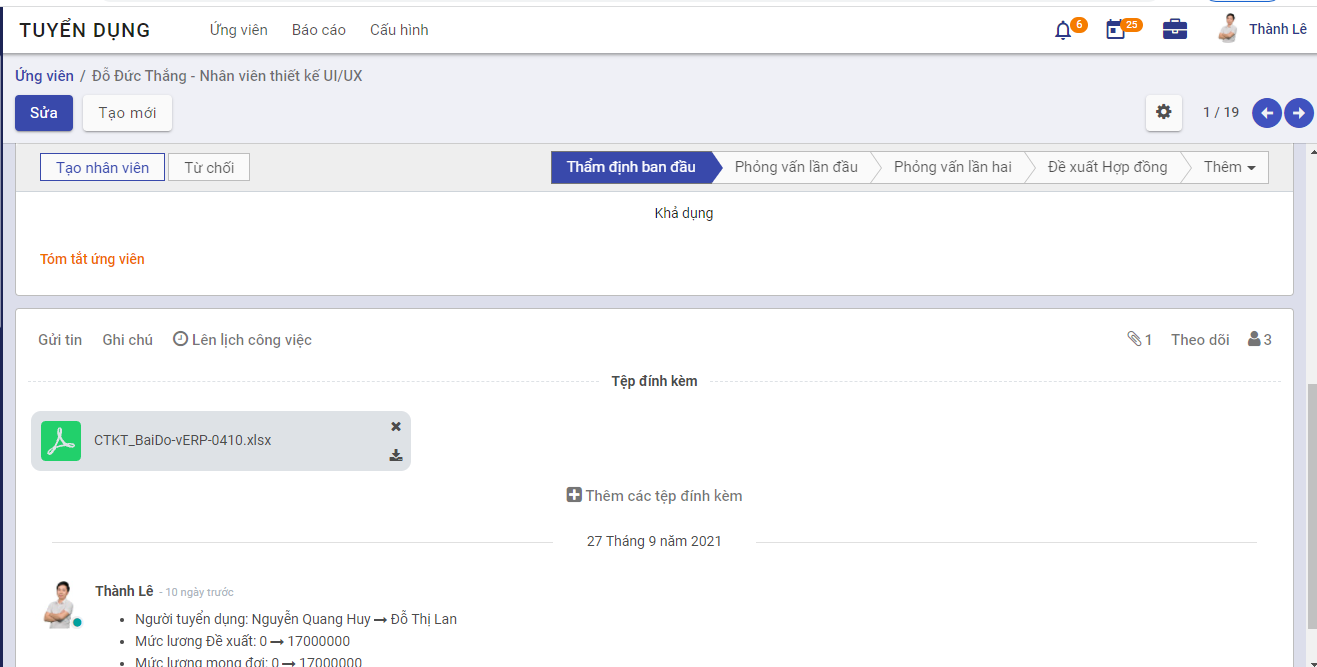 TUYỂN DỤNG Ứng viên Báo cáo Cấu hình 6 25 Thành Lê
Ứng viên / Đỗ Đức Thắng - Nhân viên thiết kế UI/UX
Sửa Tạo mới 1 / 19
Tạo nhân viên Từ chối Thẩm định ban đầu Phỏng vấn lần đầu Phỏng vấn lần hai Đề xuất Hợp đồng Thêm
Khả dụng
Tóm tắt ứng viên
Gửi tin Ghi chú Lên lịch công việc 1 Theo dõi 3
Tệp đính kèm
CTKT_BaiDo-vERP-0410.xlsx
Thêm các tệp đính kèm
27 Tháng 9 năm 2021
Thành Lê - 10 ngày trước
• Người tuyển dụng: Nguyễn Quang Huy → Đỗ Thị Lan
• Mức lương Đề xuất: 0 → 17000000
• Mức lương mong đợi: 0 → 17000000